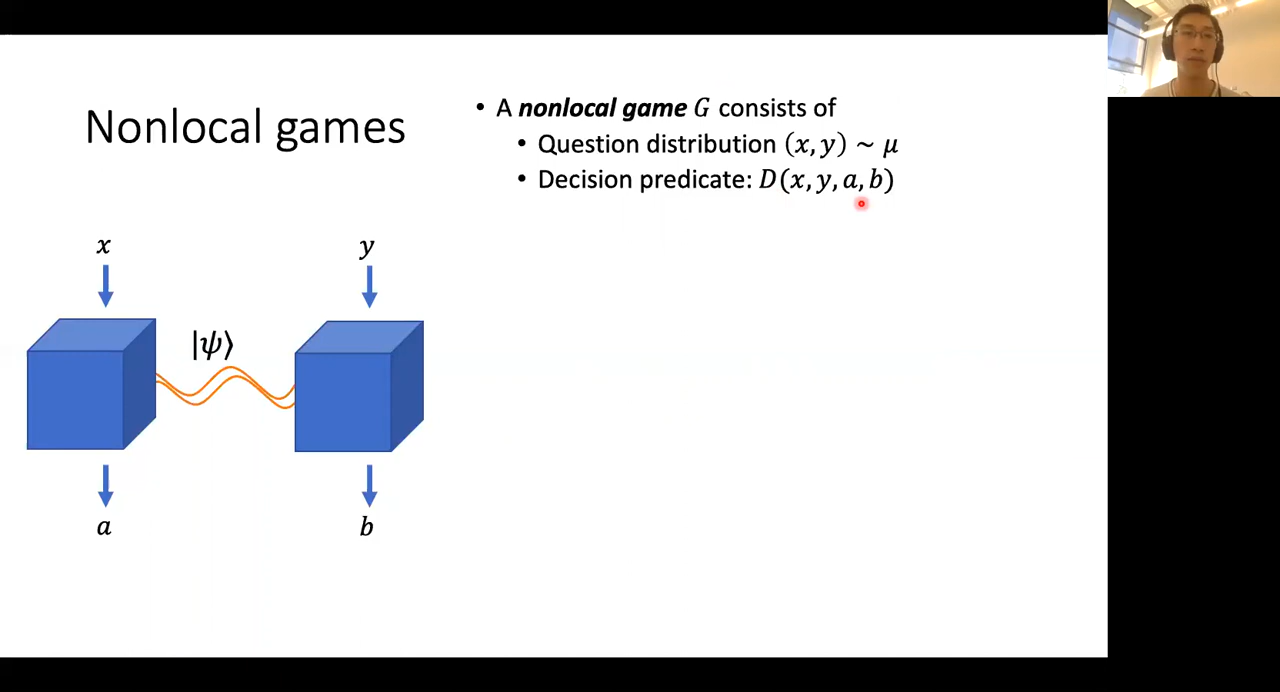 Nonlocal games
• A nonlocal game G consists of
• Question distribution (x, y) ~ μ
• Decision predicate: D(x, y, a, b)
x
y
|ψ⟩
a
b